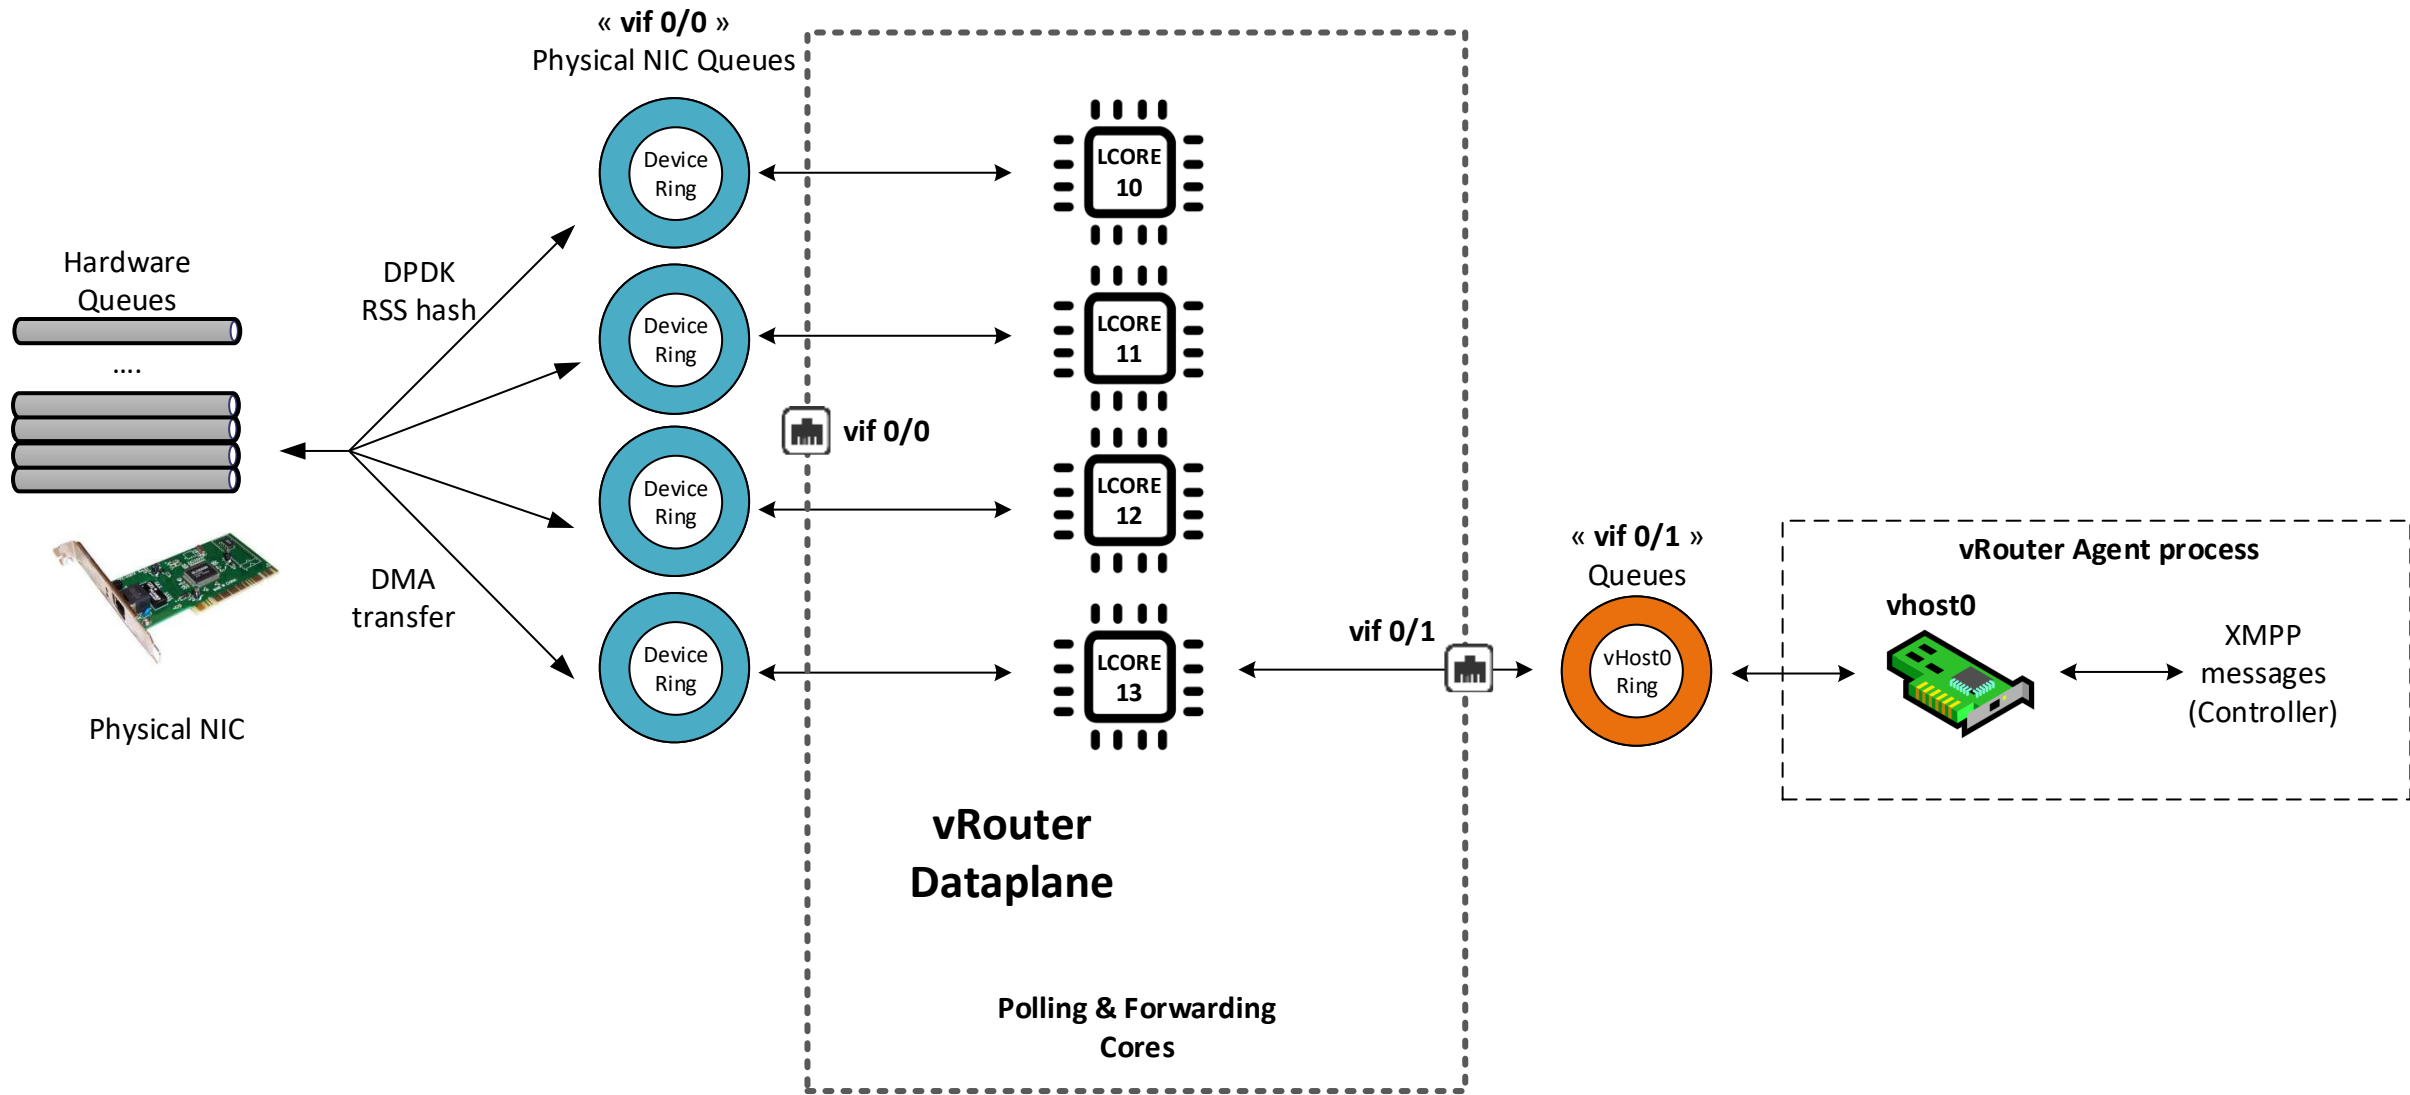 « vif 0/0 »
Physical NIC Queues
Device
Ring
LCORE
10
Hardware
Queues
....
DPDK
RSS hash
Device
Ring
LCORE
11
vif 0/0
Device
Ring
LCORE
12
DMA
transfer
Device
Ring
LCORE
13
Physical NIC
vif 0/1
« vif 0/1 »
Queues
vHost0
Ring
vRouter Agent process
vhost0
XMPP
messages
(Controller)
vRouter
Dataplane
Polling & Forwarding
Cores